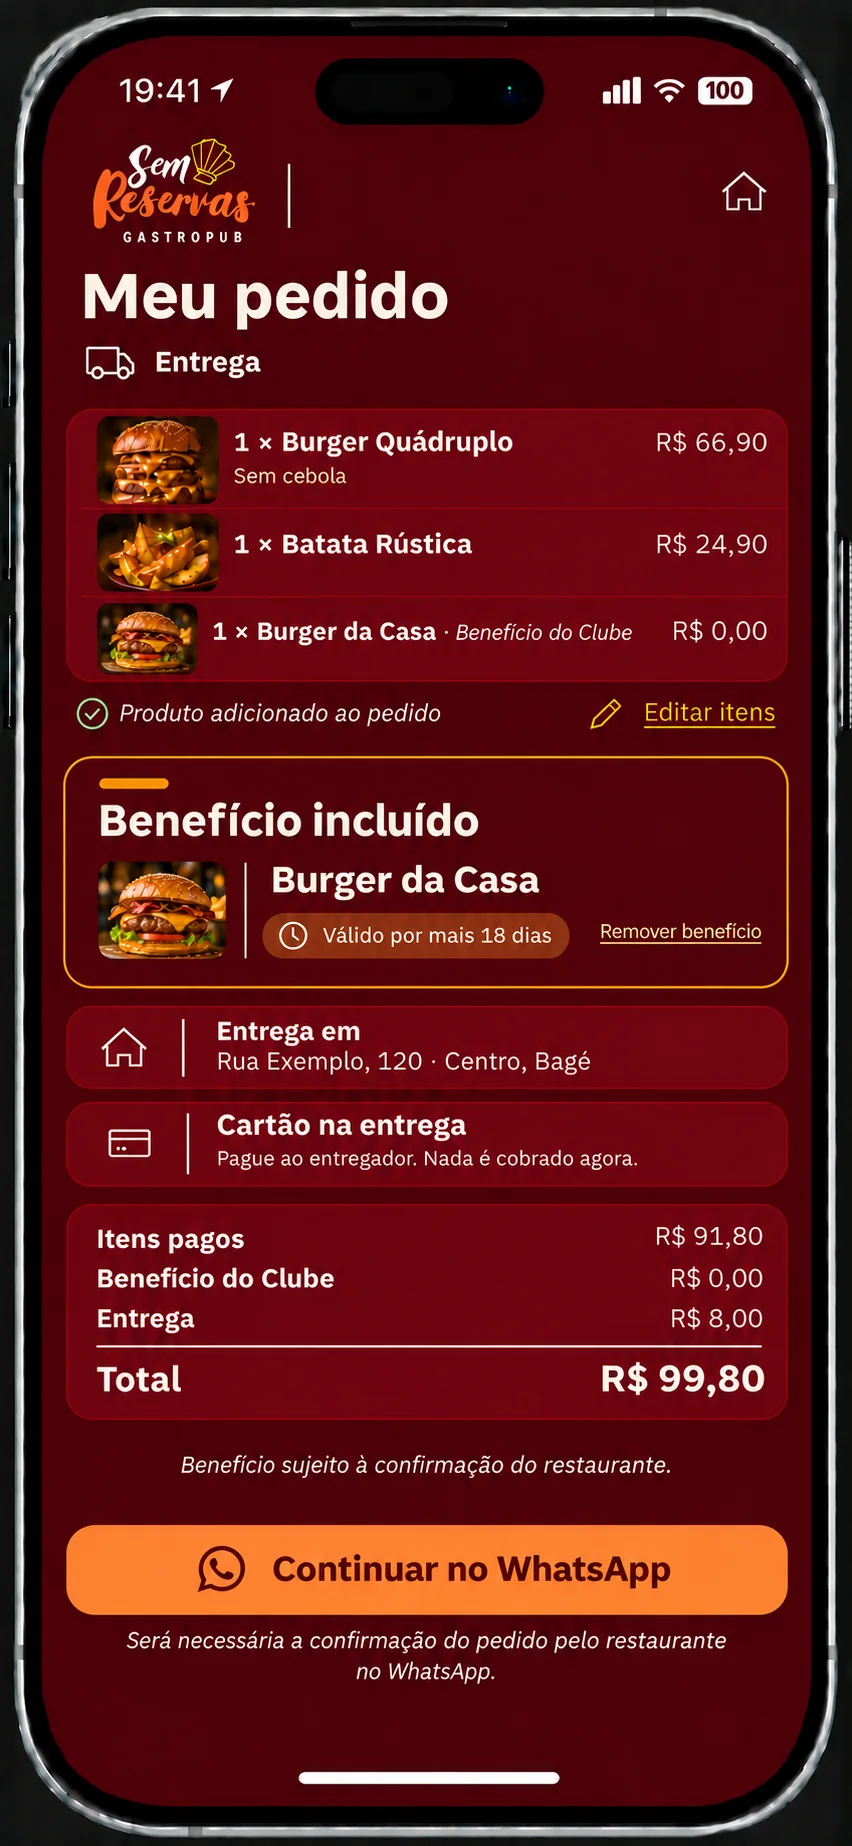 19:41
100
Sem
Reservas
GASTROPUB
Meu pedido
Entrega
1 × Burger Quádruplo R$ 66,90
Sem cebola
1 × Batata Rústica R$ 24,90
1 × Burger da Casa · Benefício do Clube R$ 0,00
Produto adicionado ao pedido Editar itens
Benefício incluído
Burger da Casa
Válido por mais 18 dias Remover benefício
Entrega em
Rua Exemplo, 120 · Centro, Bagé
Cartão na entrega
Pague ao entregador. Nada é cobrado agora.
Itens pagos R$ 91,80
Benefício do Clube R$ 0,00
Entrega R$ 8,00
Total R$ 99,80
Benefício sujeito à confirmação do restaurante.
Continuar no WhatsApp
Será necessária a confirmação do pedido pelo restaurante
no WhatsApp.